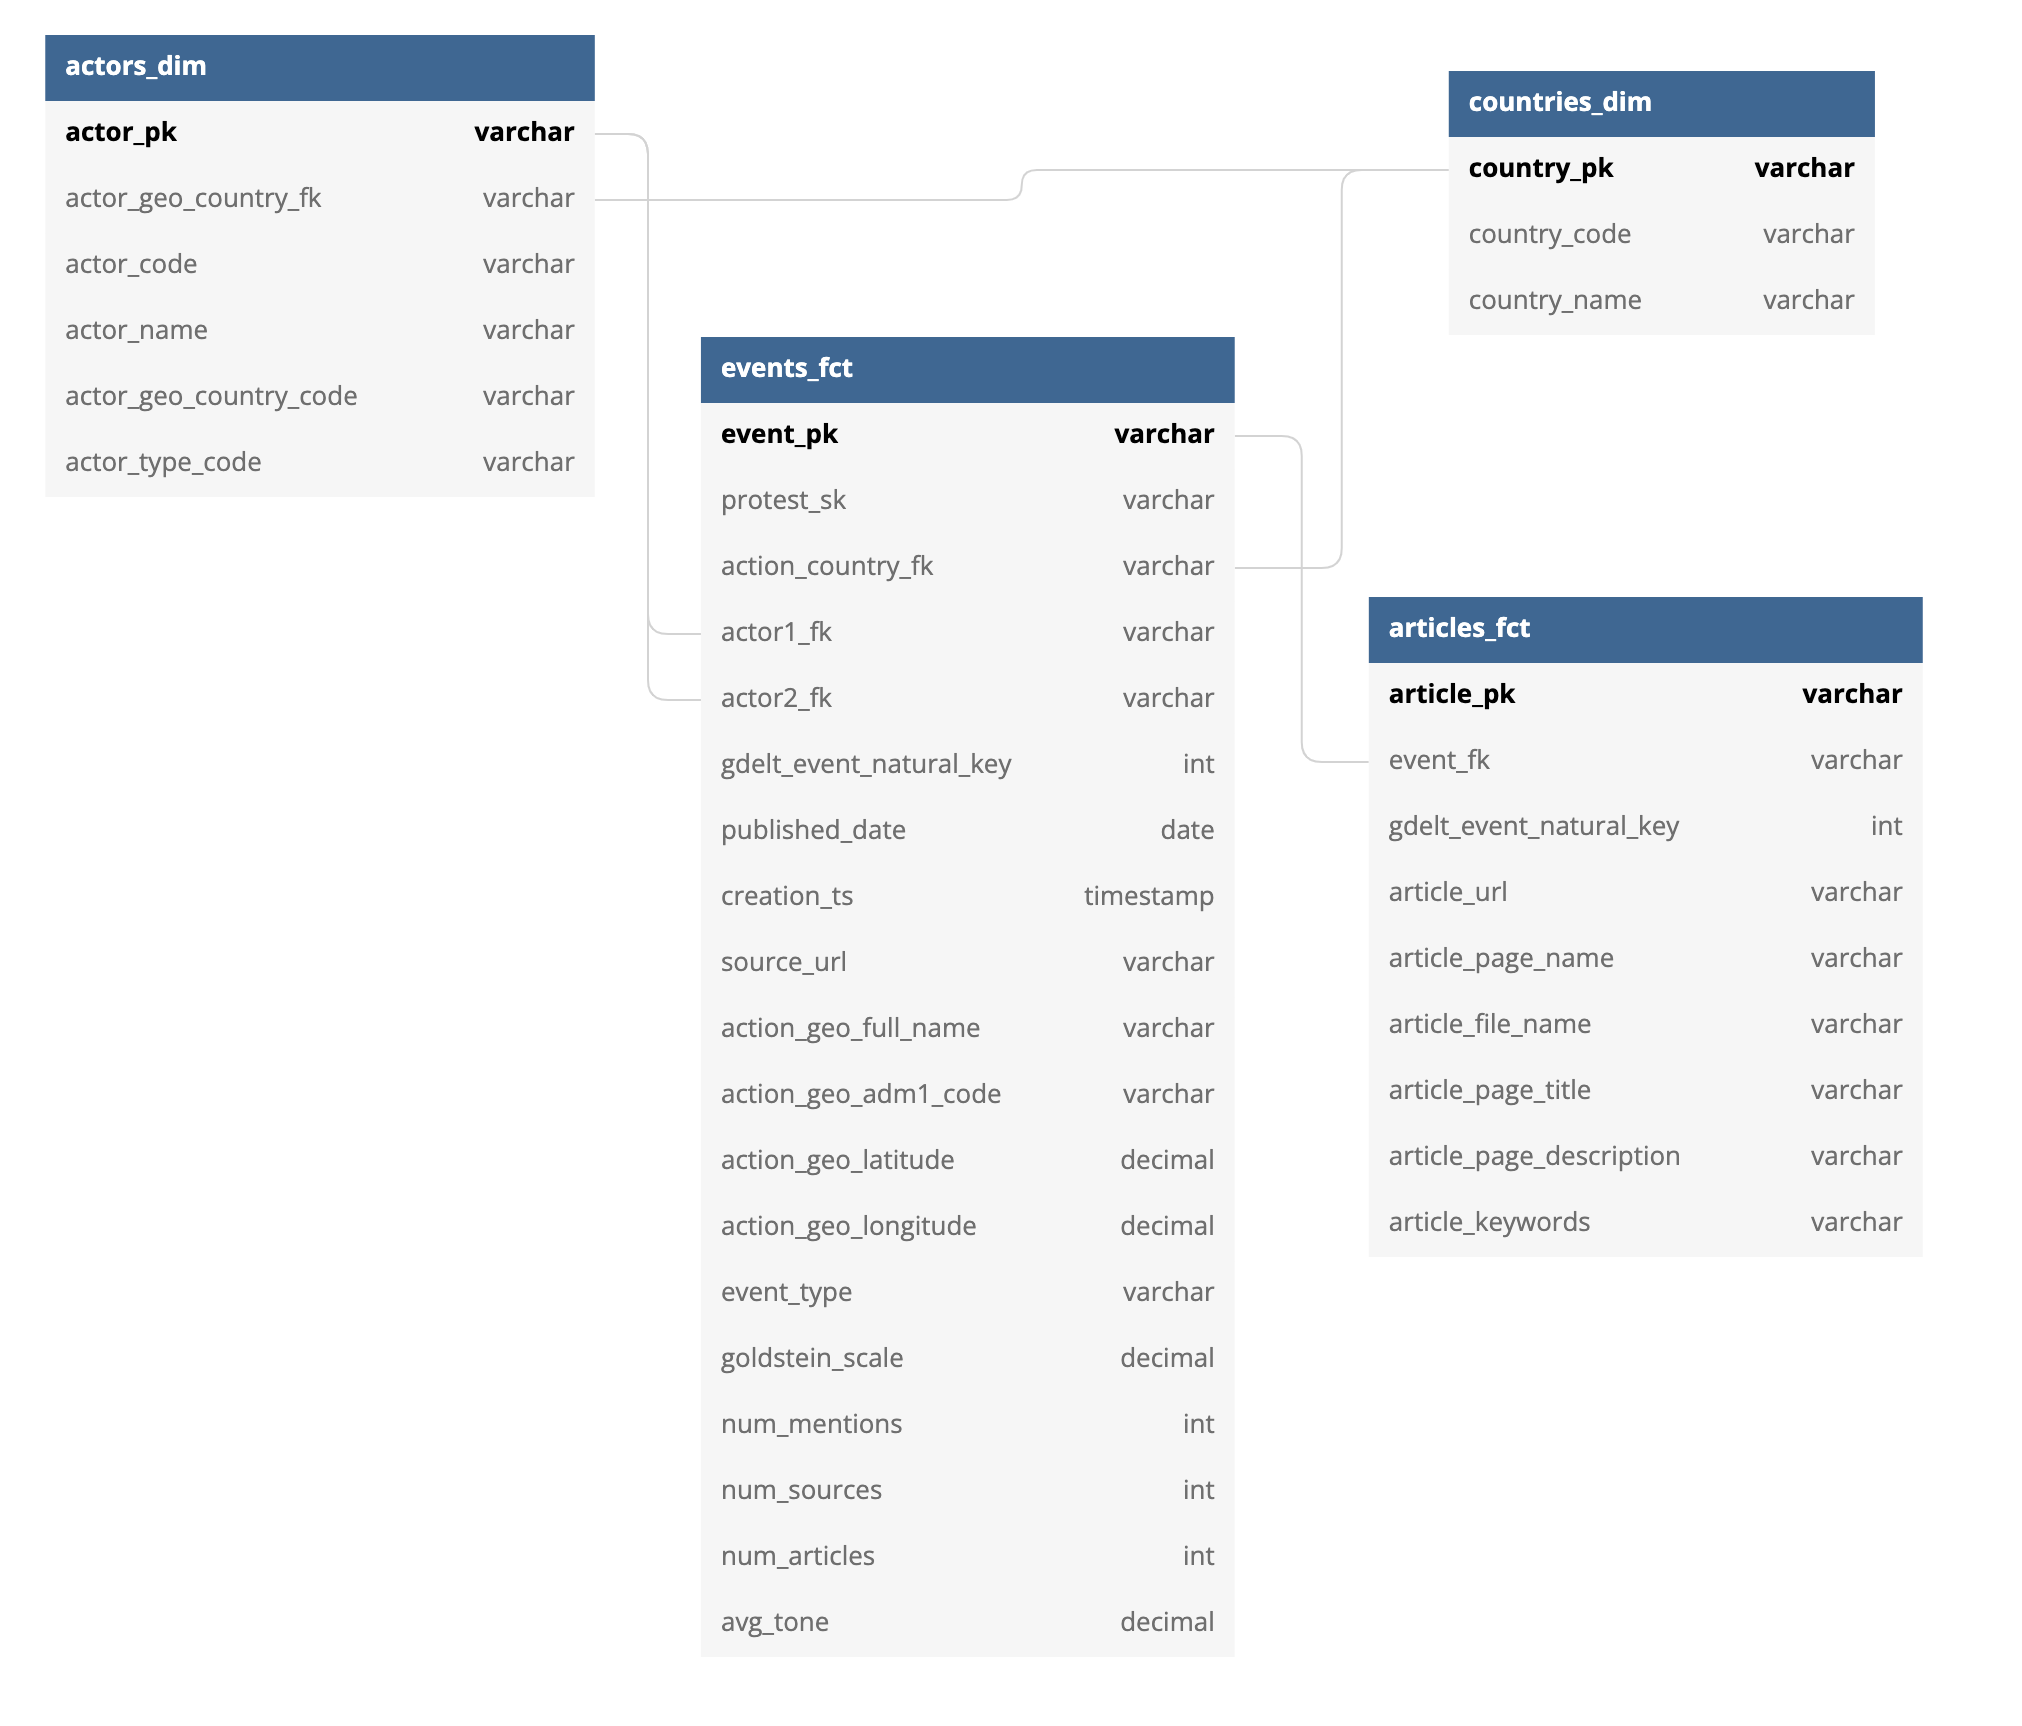 actors_dim
actor_pk varchar
actor_geo_country_fk varchar
actor_code varchar
actor_name varchar
actor_geo_country_code varchar
actor_type_code varchar
countries_dim
country_pk varchar
country_code varchar
country_name varchar
events_fct
event_pk varchar
protest_sk varchar
action_country_fk varchar
actor1_fk varchar
actor2_fk varchar
gdelt_event_natural_key int
published_date date
creation_ts timestamp
source_url varchar
action_geo_full_name varchar
action_geo_adm1_code varchar
action_geo_latitude decimal
action_geo_longitude decimal
event_type varchar
goldstein_scale decimal
num_mentions int
num_sources int
num_articles int
avg_tone decimal
articles_fct
article_pk varchar
event_fk varchar
gdelt_event_natural_key int
article_url varchar
article_page_name varchar
article_file_name varchar
article_page_title varchar
article_page_description varchar
article_keywords varchar